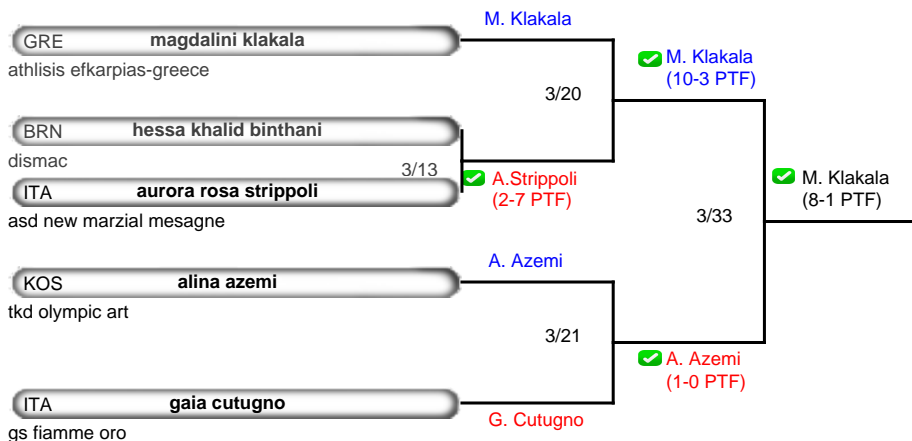 M. Klakala
GRE magdalini klakala
athlisis efkarpias-greece
M. Klakala
(10-3 PTF)
3/20
BRN hessa khalid binthani
dismac
3/13
A.Strippoli
(2-7 PTF)
ITA aurora rosa strippoli
asd new marzial mesagne
M. Klakala
(8-1 PTF)
3/33
A. Azemi
KOS alina azemi
tkd olympic art
3/21
A. Azemi
(1-0 PTF)
ITA gaia cutugno
G. Cutugno
gs fiamme oro